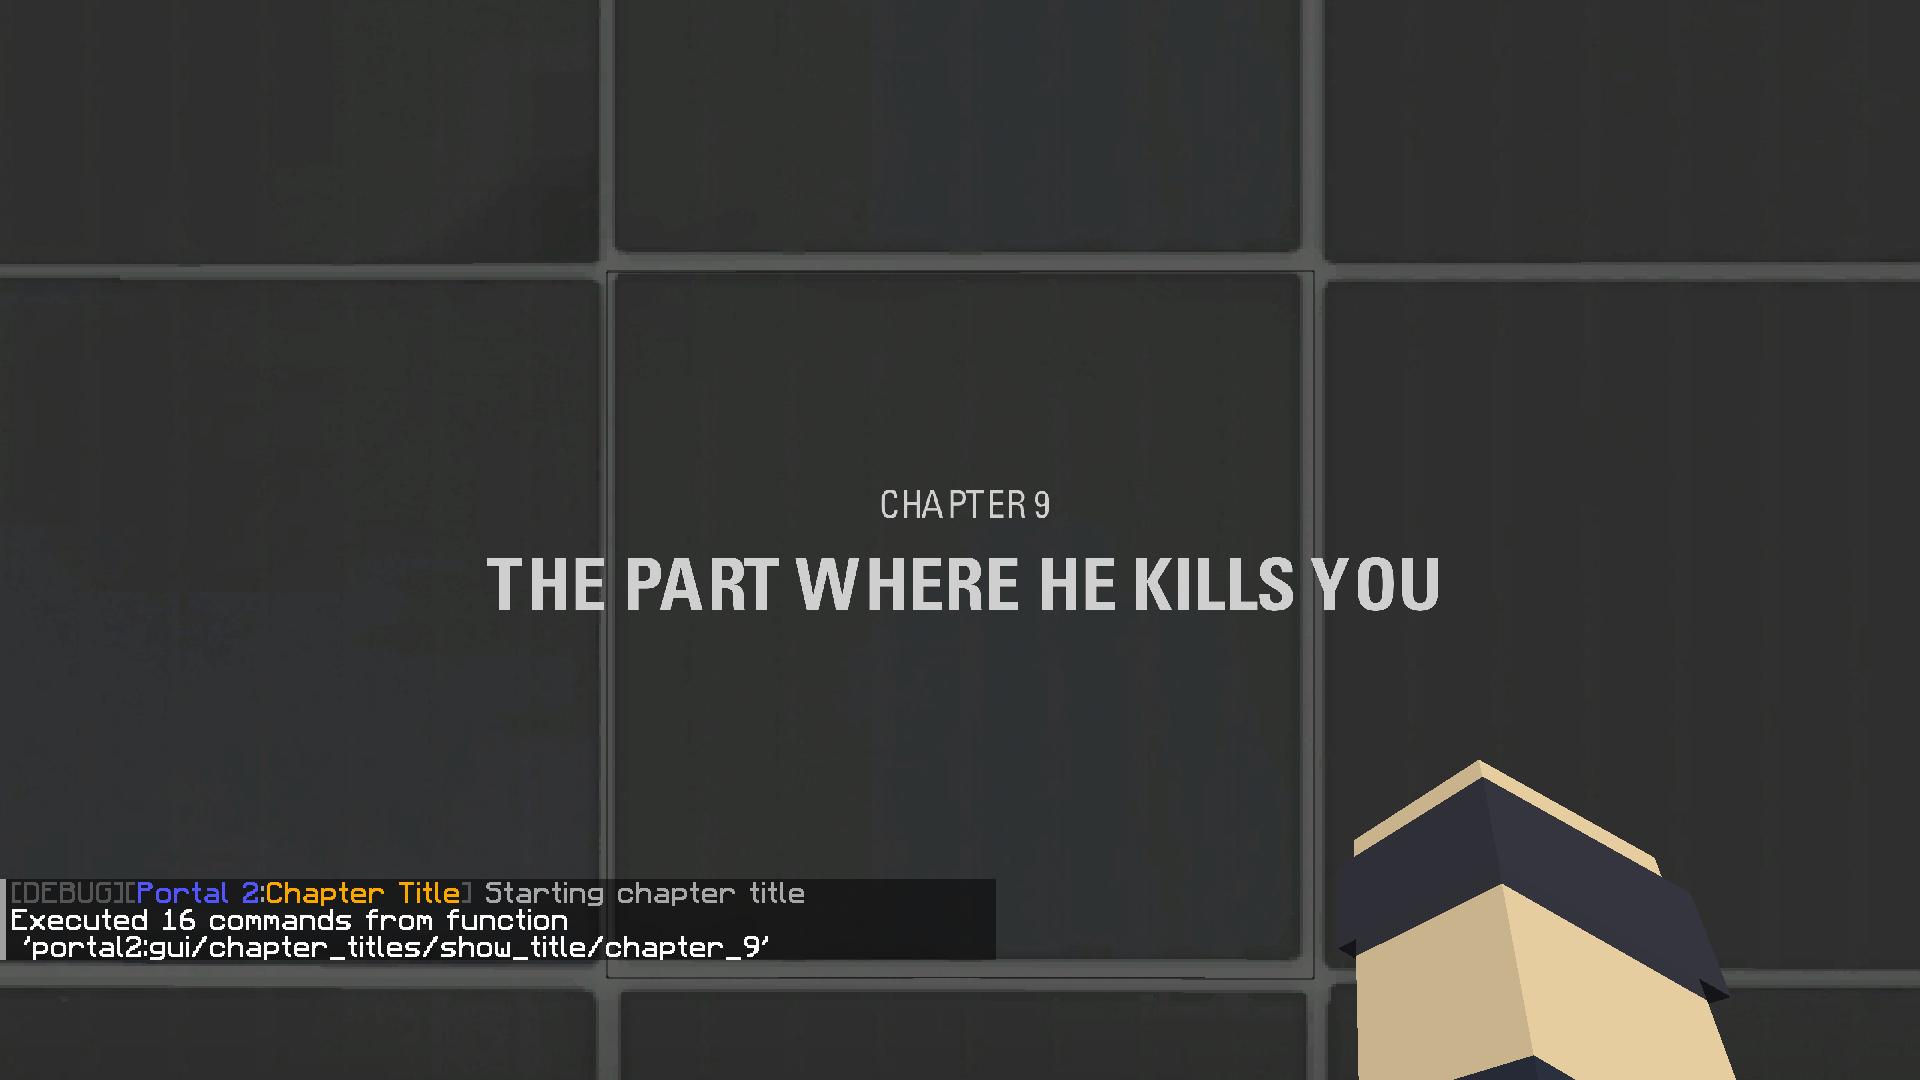 CHAPTER 9
THE PART WHERE HE KILLS YOU
[DEBUG][Portal 2:Chapter Title] Starting chapter title
Executed 16 commands from function
'portal2:gui/chapter_titles/show_title/chapter_9'